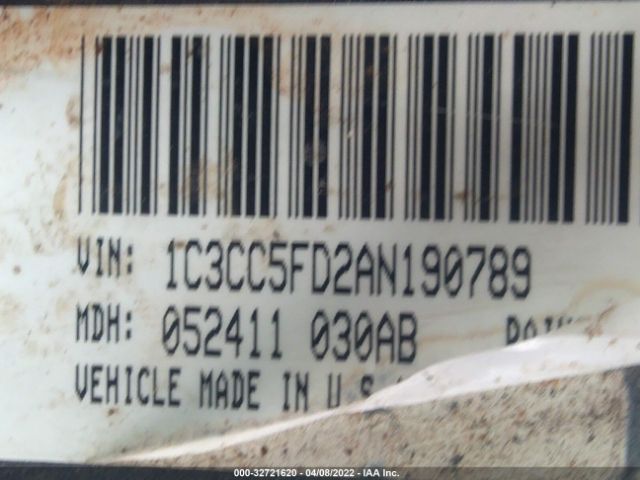 VIN: 1C3CC5FD2AN190789
MDH: 052411 030AB
VEHICLE MADE IN U.S.
000-32721620 - 04/08/2022 - IAA Inc.